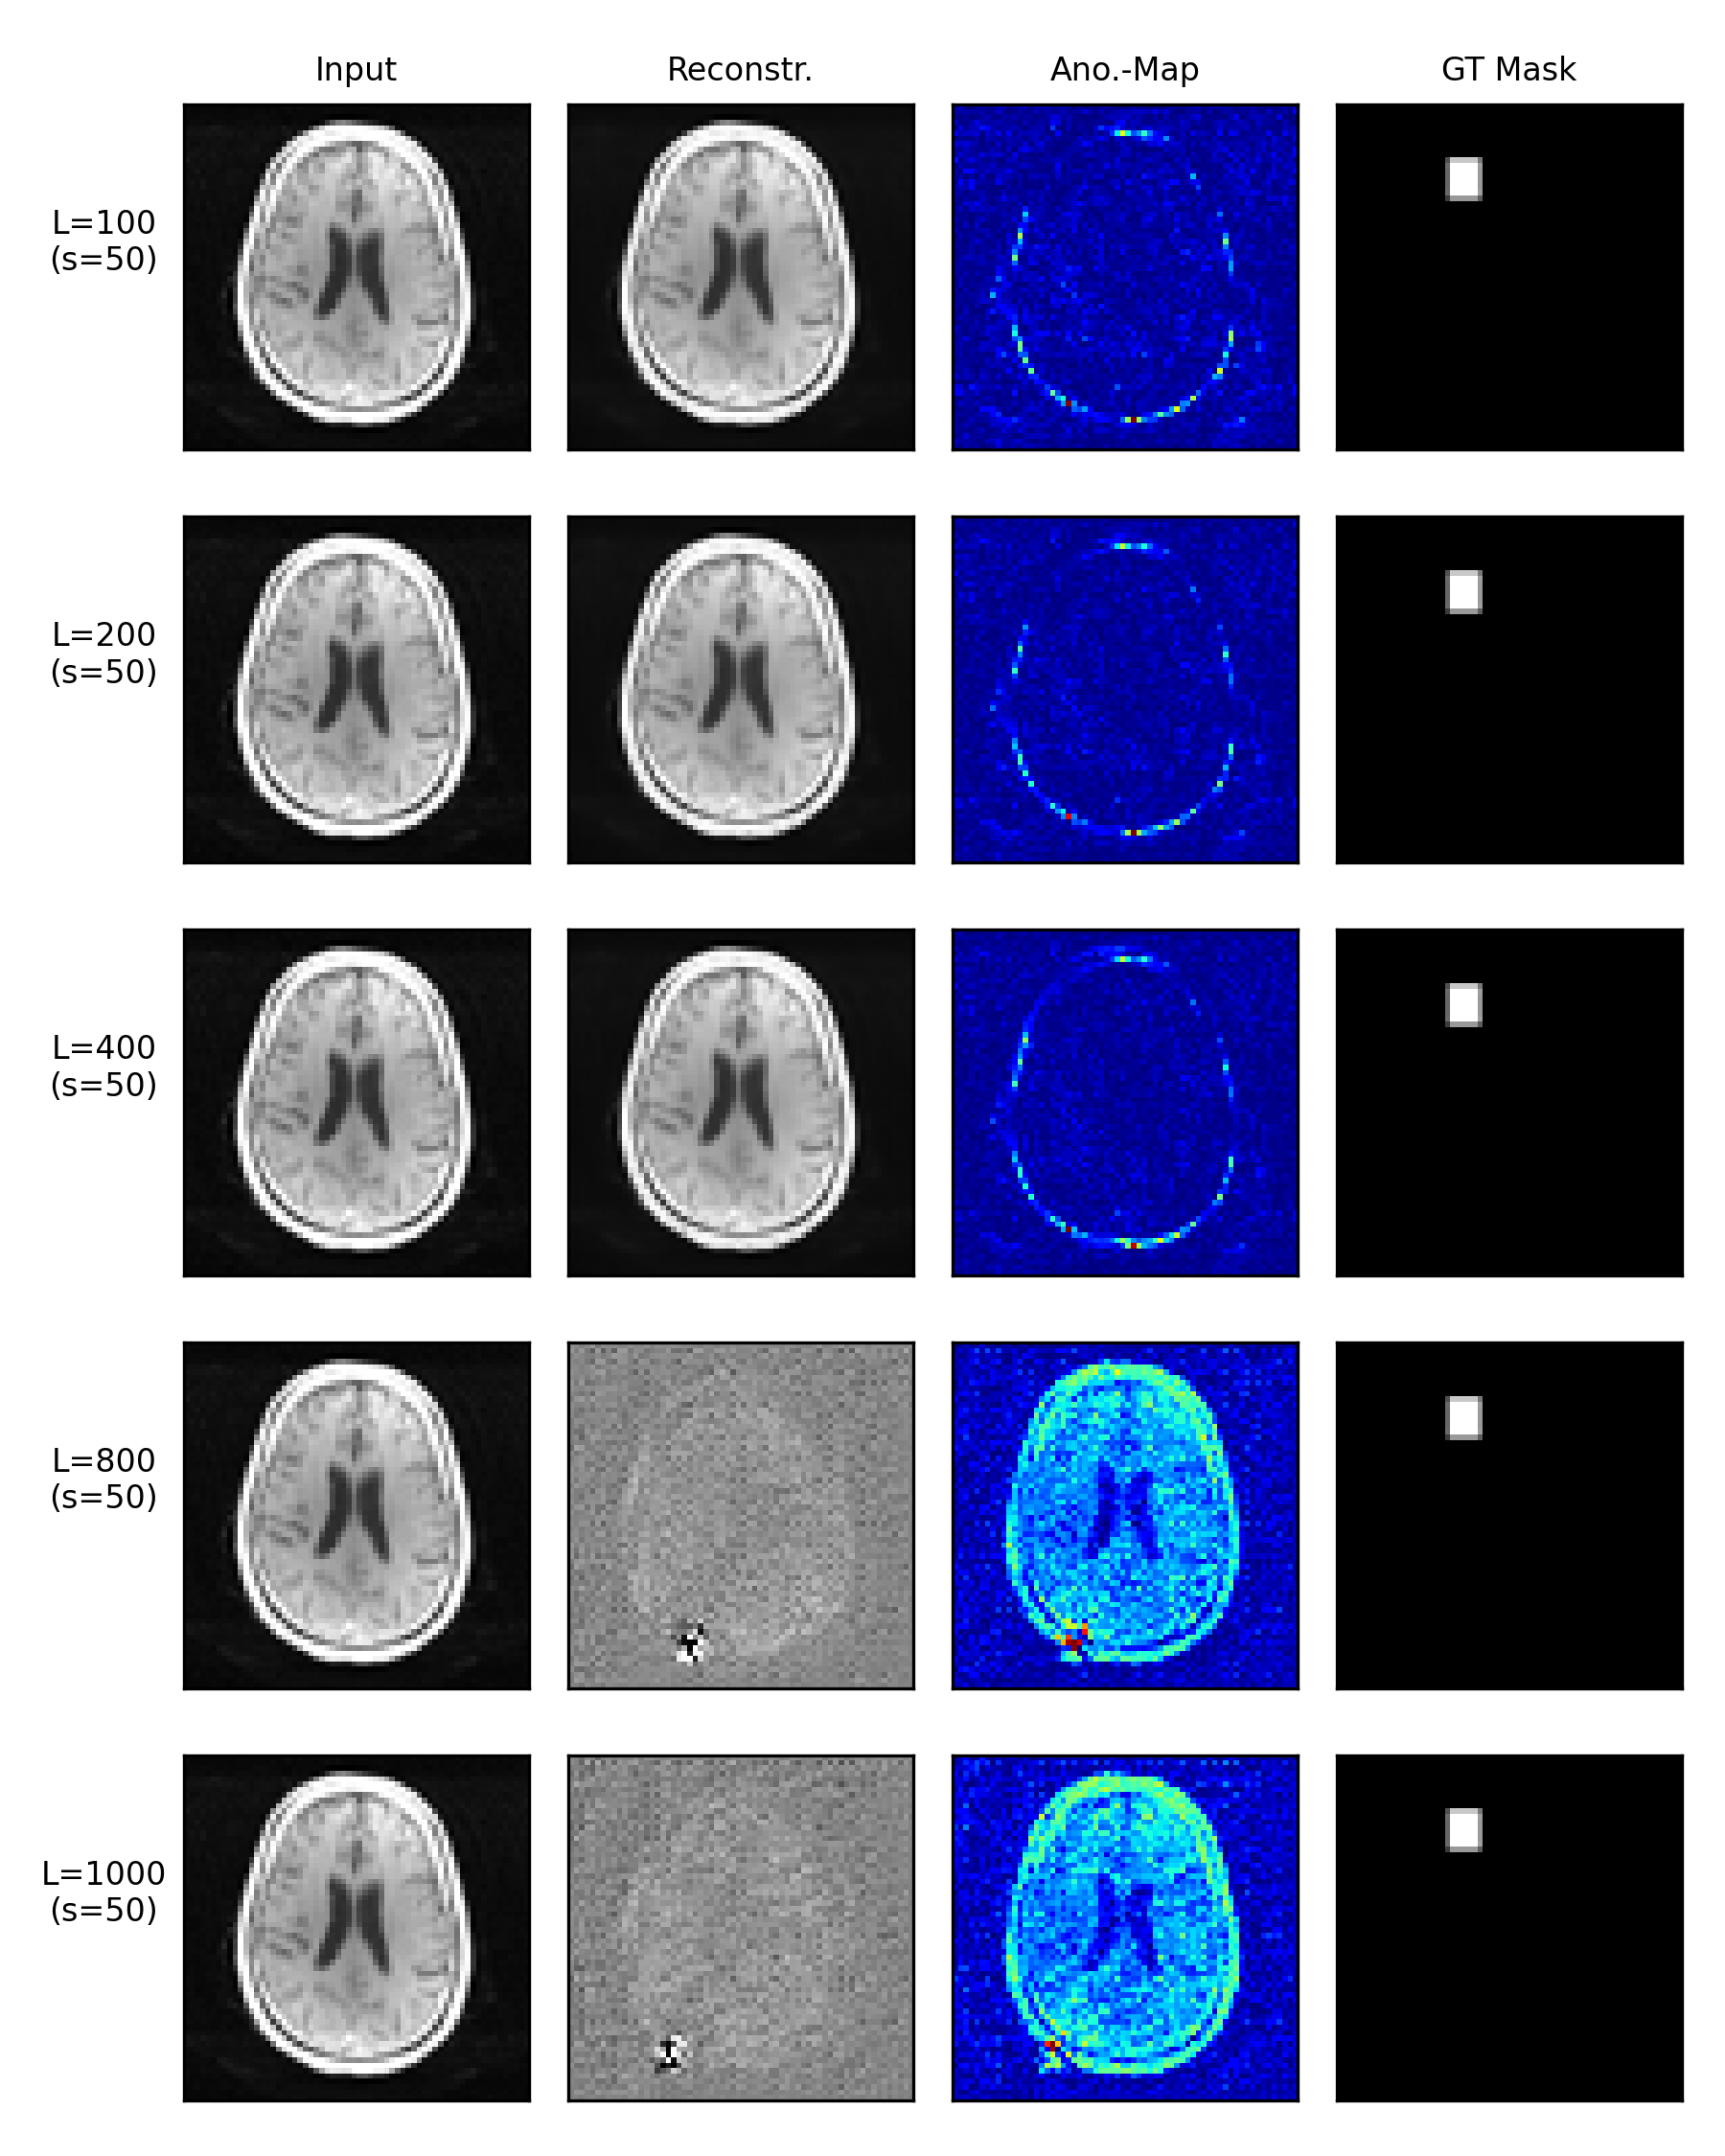 Input Reconstr. Ano.-Map GT Mask
L=100
(s=50)
L=200
(s=50)
L=400
(s=50)
L=800
(s=50)
L=1000
(s=50)